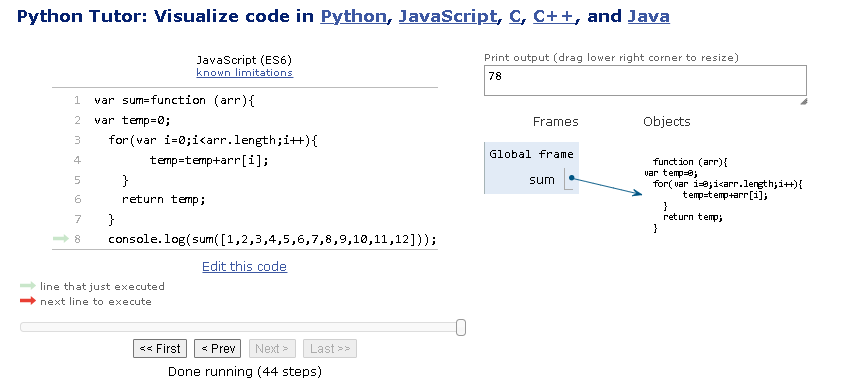 Python Tutor: Visualize code in Python, JavaScript, C, C++, and Java
JavaScript (ES6)
known limitations
1 var sum=function (arr){
2 var temp=0;
3 for(var i=0;i<arr.length;i++){
4 temp=temp+arr[i];
5 }
6 return temp;
7 }
8 console.log(sum([1,2,3,4,5,6,7,8,9,10,11,12]));
Edit this code
line that just executed
next line to execute
<< First < Prev Next > Last >>
Done running (44 steps)
Print output (drag lower right corner to resize)
78
Frames Objects
Global frame
sum
function (arr){
var temp=0;
for(var i=0;i<arr.length;i++){
temp=temp+arr[i];
}
return temp;
}